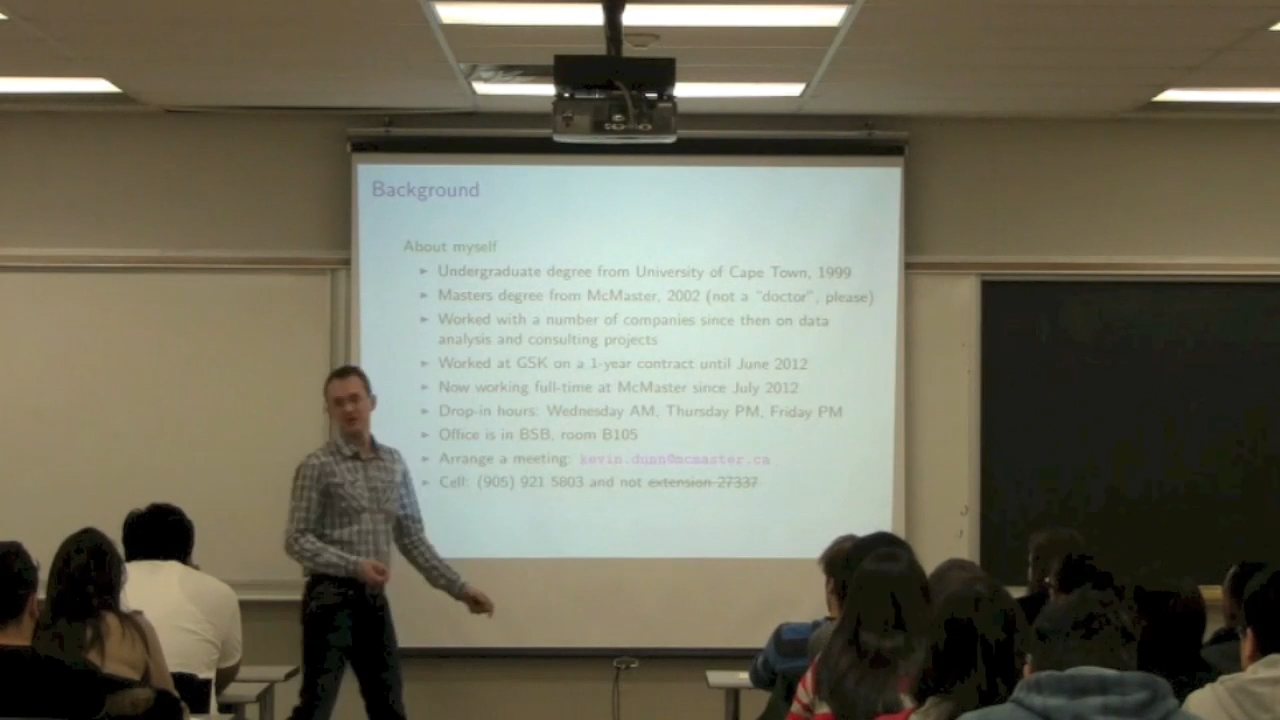 Background
About myself
► Undergraduate degree from University of Cape Town, 1999
► Masters degree from McMaster, 2002 (not a "doctor", please)
► Worked with a number of companies since then on data
analysis and consulting projects
► Worked at GSK on a 1-year contract until June 2012
► Now working full-time at McMaster since July 2012
► Drop-in hours: Wednesday AM, Thursday PM, Friday PM
► Office is in BSB, room B105
► Arrange a meeting: kevin.dunn@mcmaster.ca
► Cell: (905) 921 5803 and not extension 27337